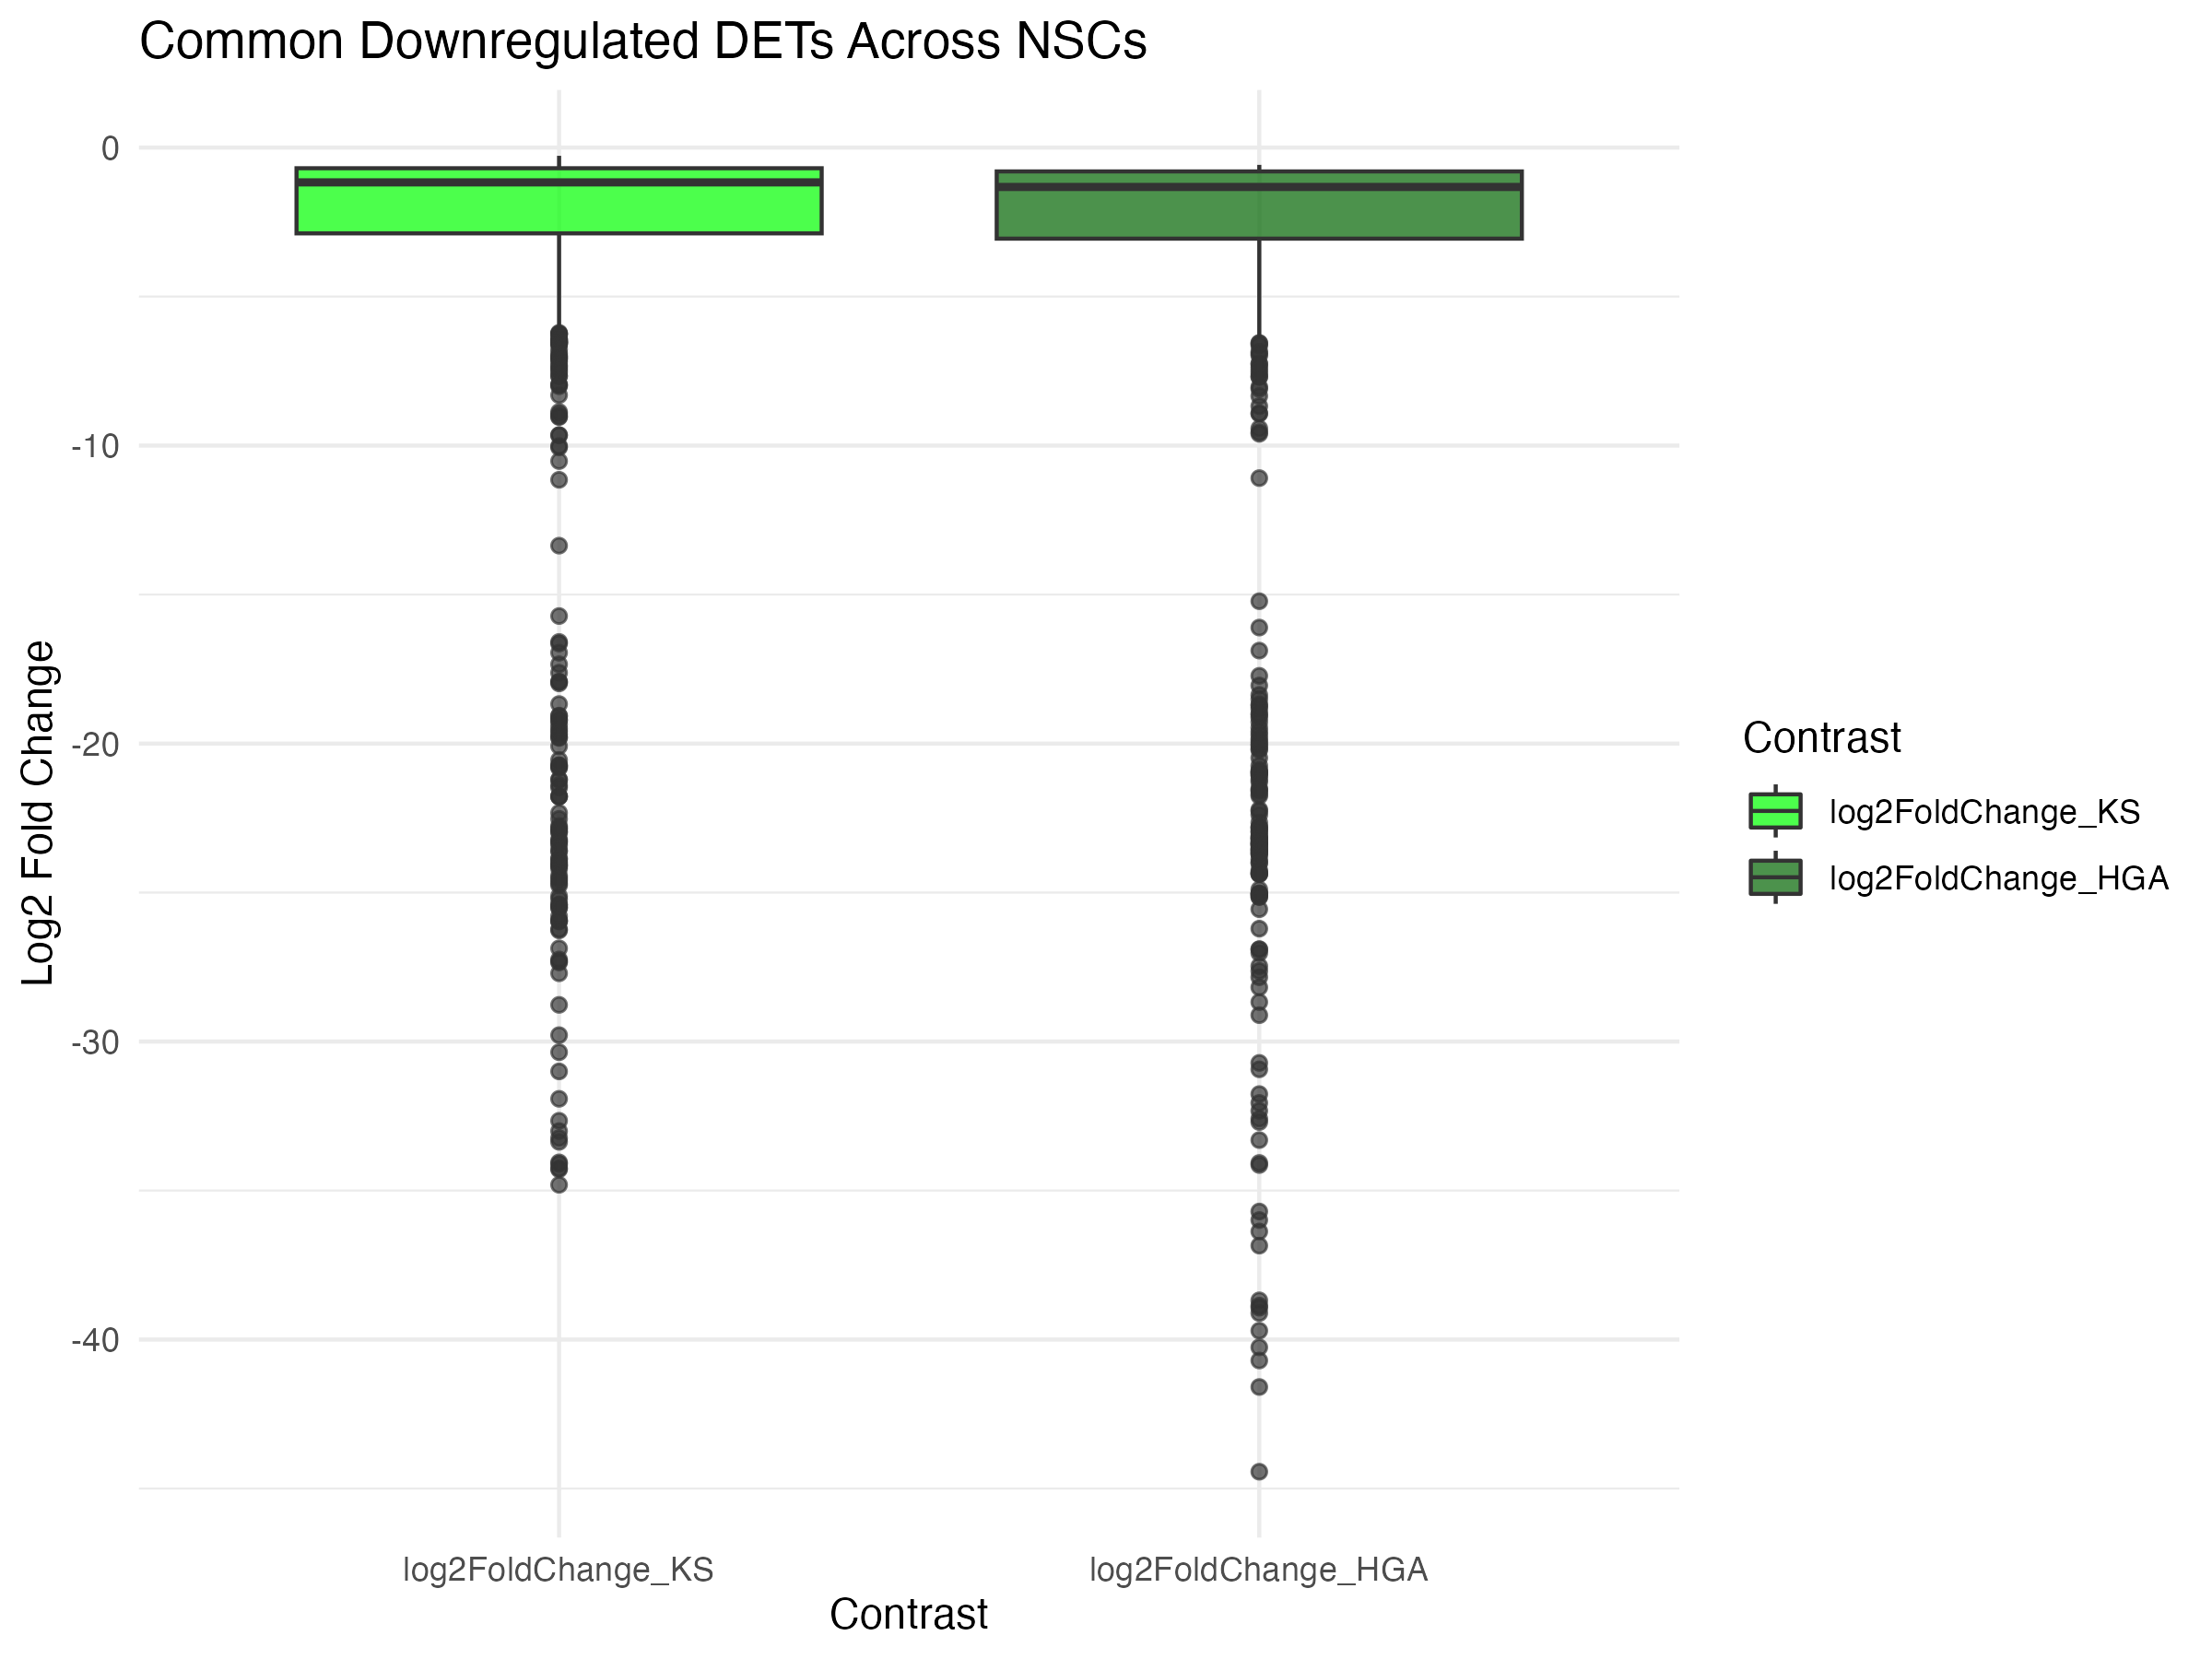 Common Downregulated DETs Across NSCs
Log2 Fold Change
0
-10
-20
-30
-40
log2FoldChange_KS
log2FoldChange_HGA
Contrast
Contrast
log2FoldChange_KS
log2FoldChange_HGA